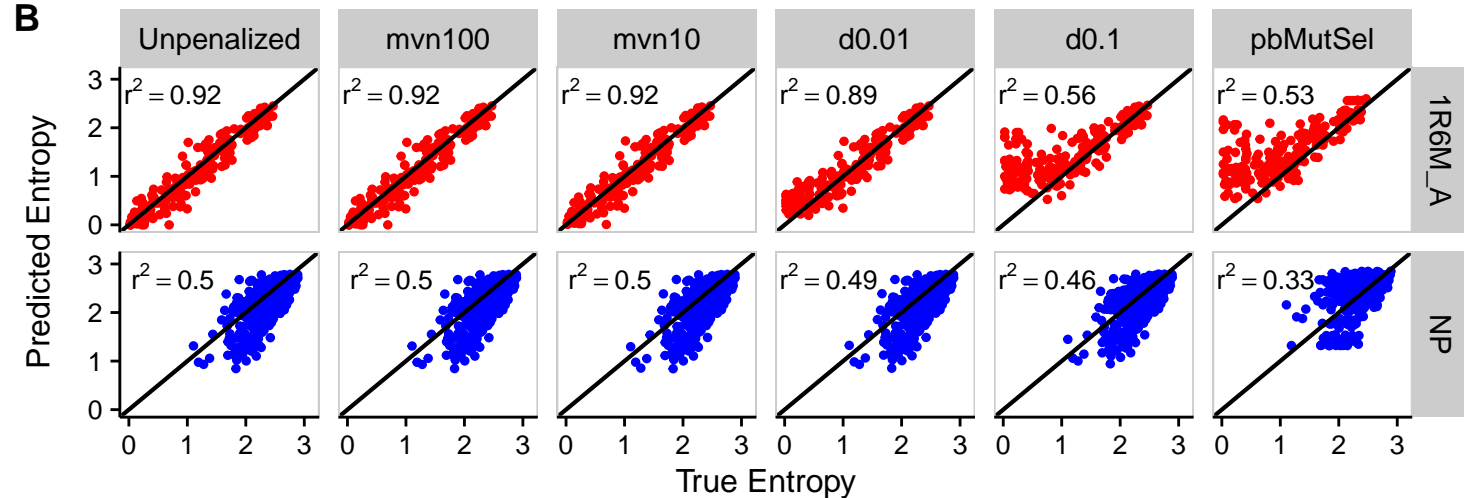 B
Unpenalized mvn100 mvn10 d0.01 d0.1 pbMutSel
Predicted Entropy
3 r² = 0.92 r² = 0.92 r² = 0.92 r² = 0.89 r² = 0.56 r² = 0.53 1R6M_A
2
1
0
3 r² = 0.5 r² = 0.5 r² = 0.5 r² = 0.49 r² = 0.46 r² = 0.33 NP
2
1
0
0 1 2 3 0 1 2 3 0 1 2 3 0 1 2 3 0 1 2 3 0 1 2 3
True Entropy